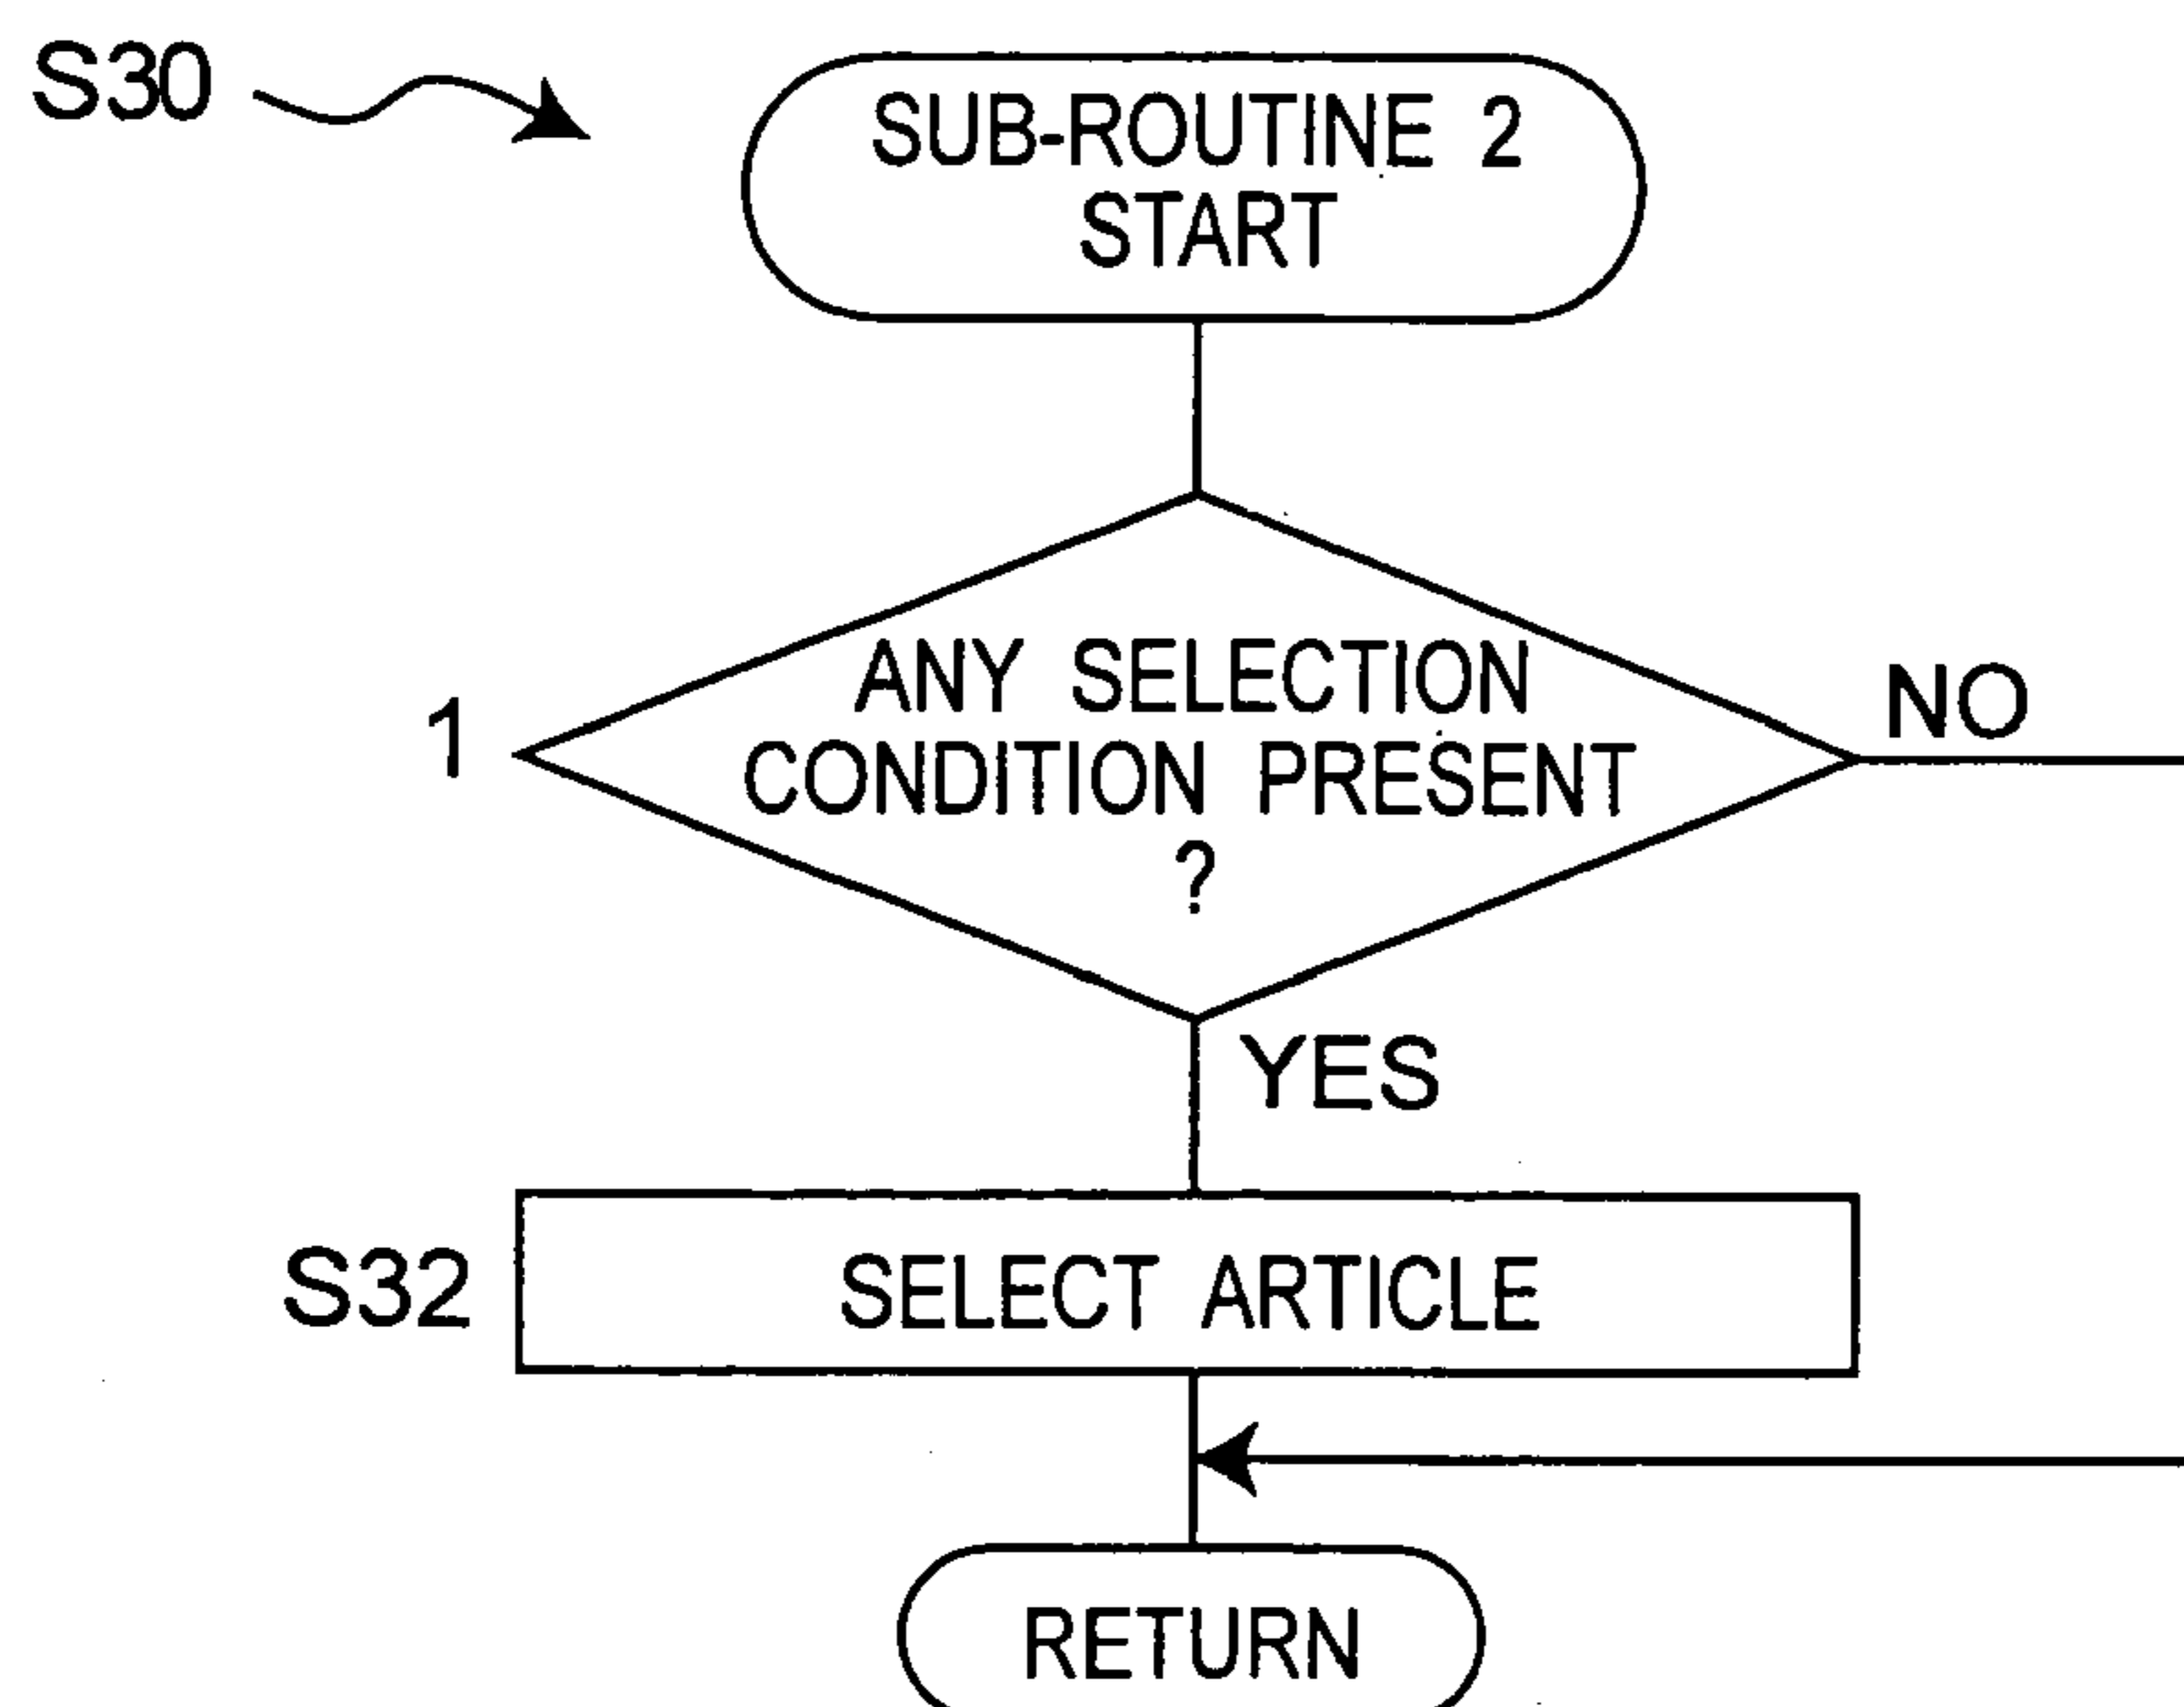 S30
SUB-ROUTINE 2
START
ANY SELECTION
CONDITION PRESENT
?
1
NO
YES
S32
SELECT ARTICLE
RETURN